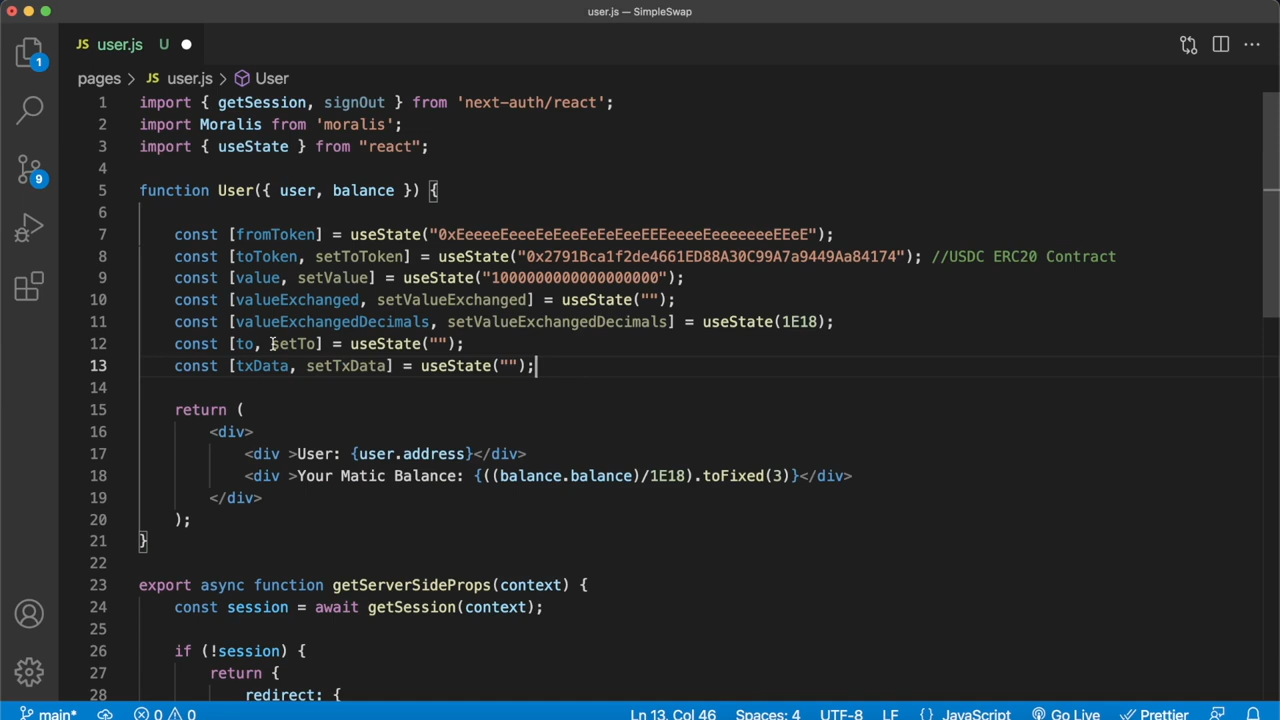 user.js — SimpleSwap
JS user.js U
pages > JS user.js > User
1 import { getSession, signOut } from 'next-auth/react';
2 import Moralis from 'moralis';
3 import { useState } from "react";
4
5 function User({ user, balance }) {
6
7 const [fromToken] = useState("0xEeeeeEeeeEeEeeEeEeEeeEEEeeeeEeeeeeeeEEeE");
8 const [toToken, setToToken] = useState("0x2791Bca1f2de4661ED88A30C99A7a9449Aa84174"); //USDC ERC20 Contract
9 const [value, setValue] = useState("1000000000000000000");
10 const [valueExchanged, setValueExchanged] = useState("");
11 const [valueExchangedDecimals, setValueExchangedDecimals] = useState(1E18);
12 const [to, setTo] = useState("");
13 const [txData, setTxData] = useState("");
14
15 return (
16 <div>
17 <div >User: {user.address}</div>
18 <div >Your Matic Balance: {((balance.balance)/1E18).toFixed(3)}</div>
19 </div>
20 );
21 }
22
23 export async function getServerSideProps(context) {
24 const session = await getSession(context);
25
26 if (!session) {
27 return {
28 redirect: {
1
9
main* 0 0 Ln 13, Col 46 Spaces: 4 UTF-8 LF {} JavaScript Go Live Prettier